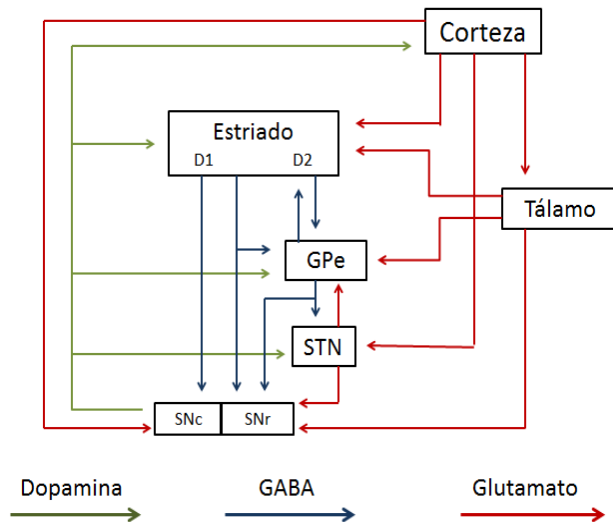 Corteza
Estriado
D1 D2
Tálamo
GPe
STN
SNc SNr
Dopamina GABA Glutamato